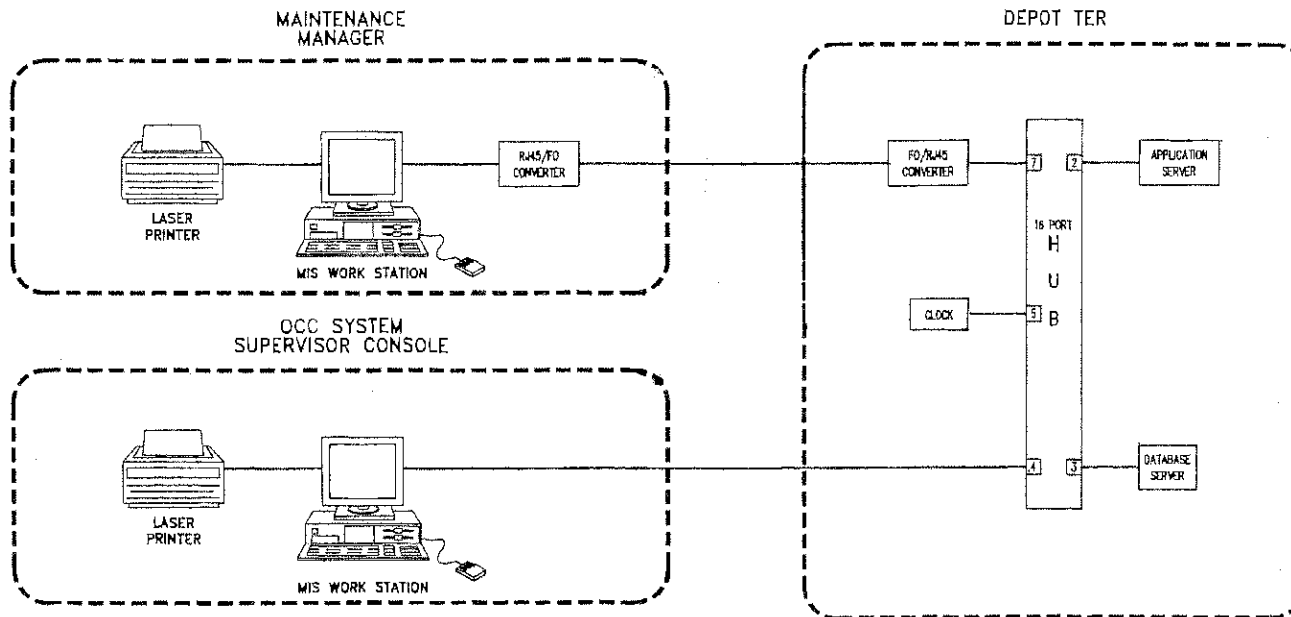 MAINTENANCE
MANAGER
DEPOT TER
LASER
PRINTER
MIS WORK STATION
RJ45/FO
CONVERTER
FO/RJ45
CONVERTER
7
2
APPLICATION
SERVER
16 PORT
H
U
B
CLOCK
5
OCC SYSTEM
SUPERVISOR CONSOLE
LASER
PRINTER
MIS WORK STATION
4
3
DATABASE
SERVER